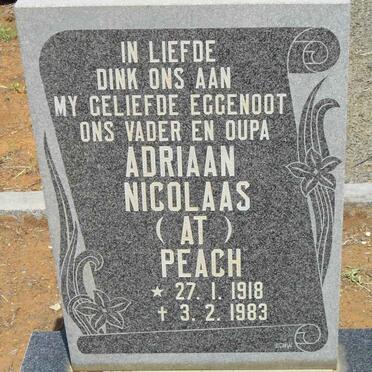 IN LIEFDE
DINK ONS AAN
MY GELIEFDE EGGENOOT
ONS VADER EN OUPA
ADRIAAN
NICOLAAS
( AT )
PEACH
* 27. 1. 1918
† 3. 2. 1983